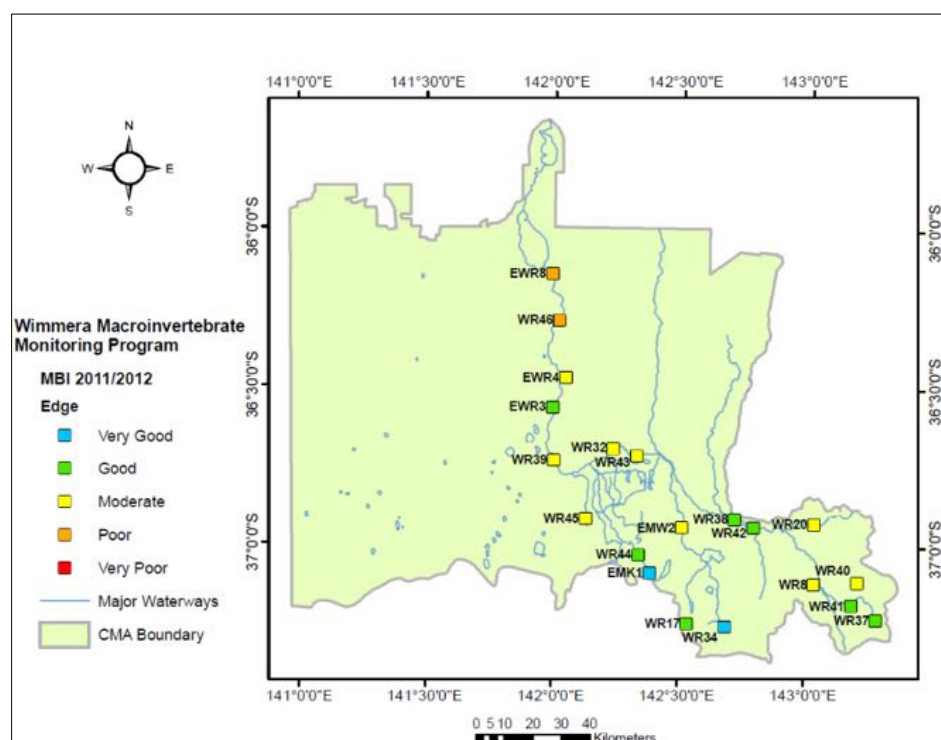 141°0'0"E 141°30'0"E 142°0'0"E 142°30'0"E 143°0'0"E
N
W E
S
36°0'0"S 36°0'0"S
EWR8
WR46
Wimmera Macroinvertebrate
Monitoring Program
MBI 2011/2012
EWR4
36°30'0"S 36°30'0"S
Edge
EWR3
Very Good
Good
WR32
WR39 WR43
Moderate
WR45 EMW2 WR38 WR20
WR42
Poor
37°0'0"S 37°0'0"S
WR44
Very Poor
EMK1 WR40
WR8
Major Waterways
WR41
WR17 WR37
CMA Boundary
WR34
141°0'0"E 141°30'0"E 142°0'0"E 142°30'0"E 143°0'0"E
0 5 10 20 30 40
Kilometers